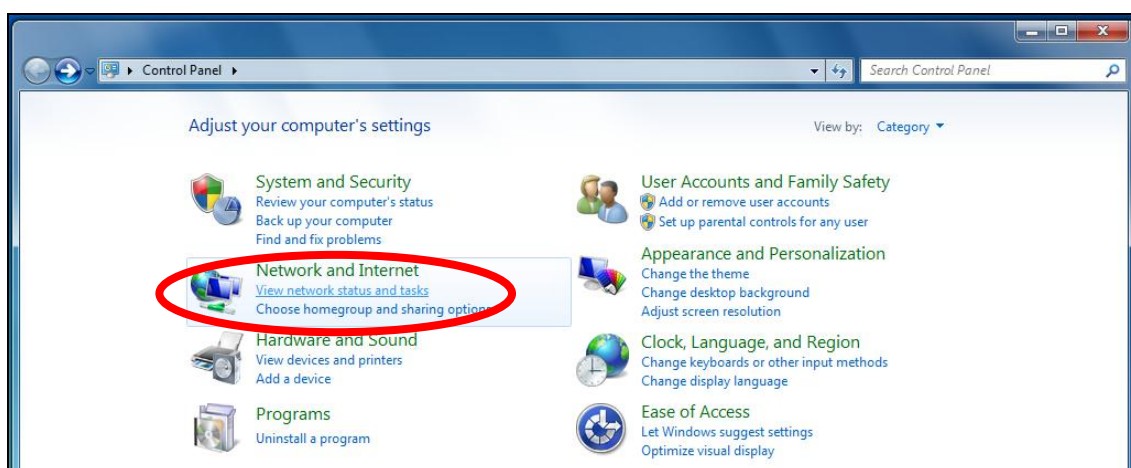 Control Panel
Search Control Panel
Adjust your computer's settings
View by: Category
System and Security
Review your computer's status
Back up your computer
Find and fix problems
Network and Internet
View network status and tasks
Choose homegroup and sharing options
Hardware and Sound
View devices and printers
Add a device
Programs
Uninstall a program
User Accounts and Family Safety
Add or remove user accounts
Set up parental controls for any user
Appearance and Personalization
Change the theme
Change desktop background
Adjust screen resolution
Clock, Language, and Region
Change keyboards or other input methods
Change display language
Ease of Access
Let Windows suggest settings
Optimize visual display